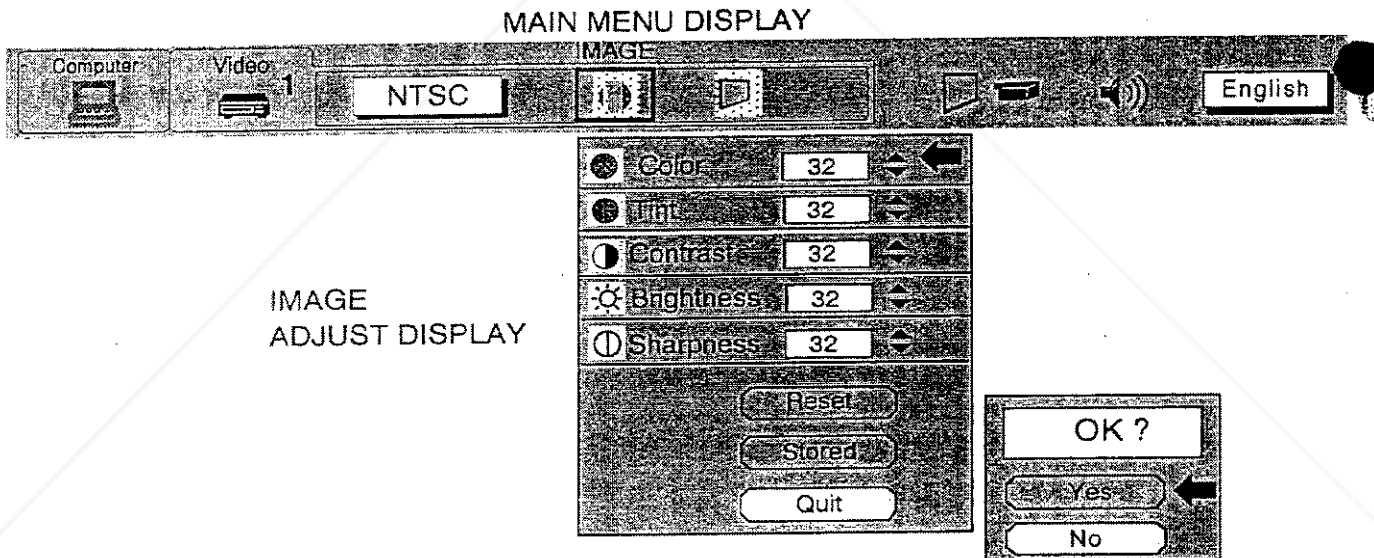 MAIN MENU DISPLAY
IMAGE
Computer
Video 1
NTSC
English
Color 32
Tint 32
Contrast 32
IMAGE
ADJUST DISPLAY
Brightness 32
Sharpness 32
Reset
Stored
Quit
OK ?
Yes
No